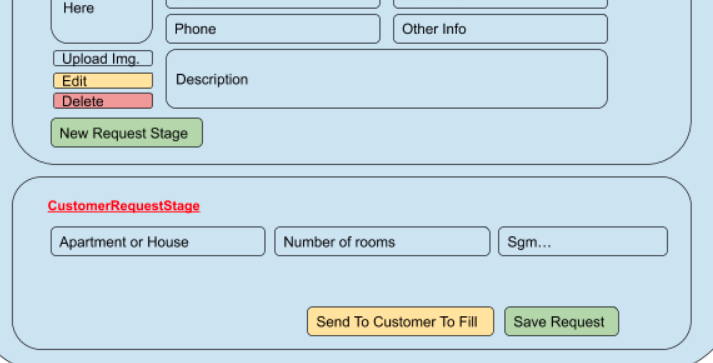 Here
Phone
Other Info
Upload Img.
Edit
Delete
Description
New Request Stage
CustomerRequestStage
Apartment or House
Number of rooms
Sgm...
Send To Customer To Fill
Save Request